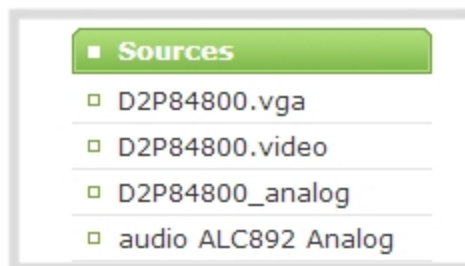 Sources
D2P84800.vga
D2P84800.video
D2P84800_analog
audio ALC892 Analog